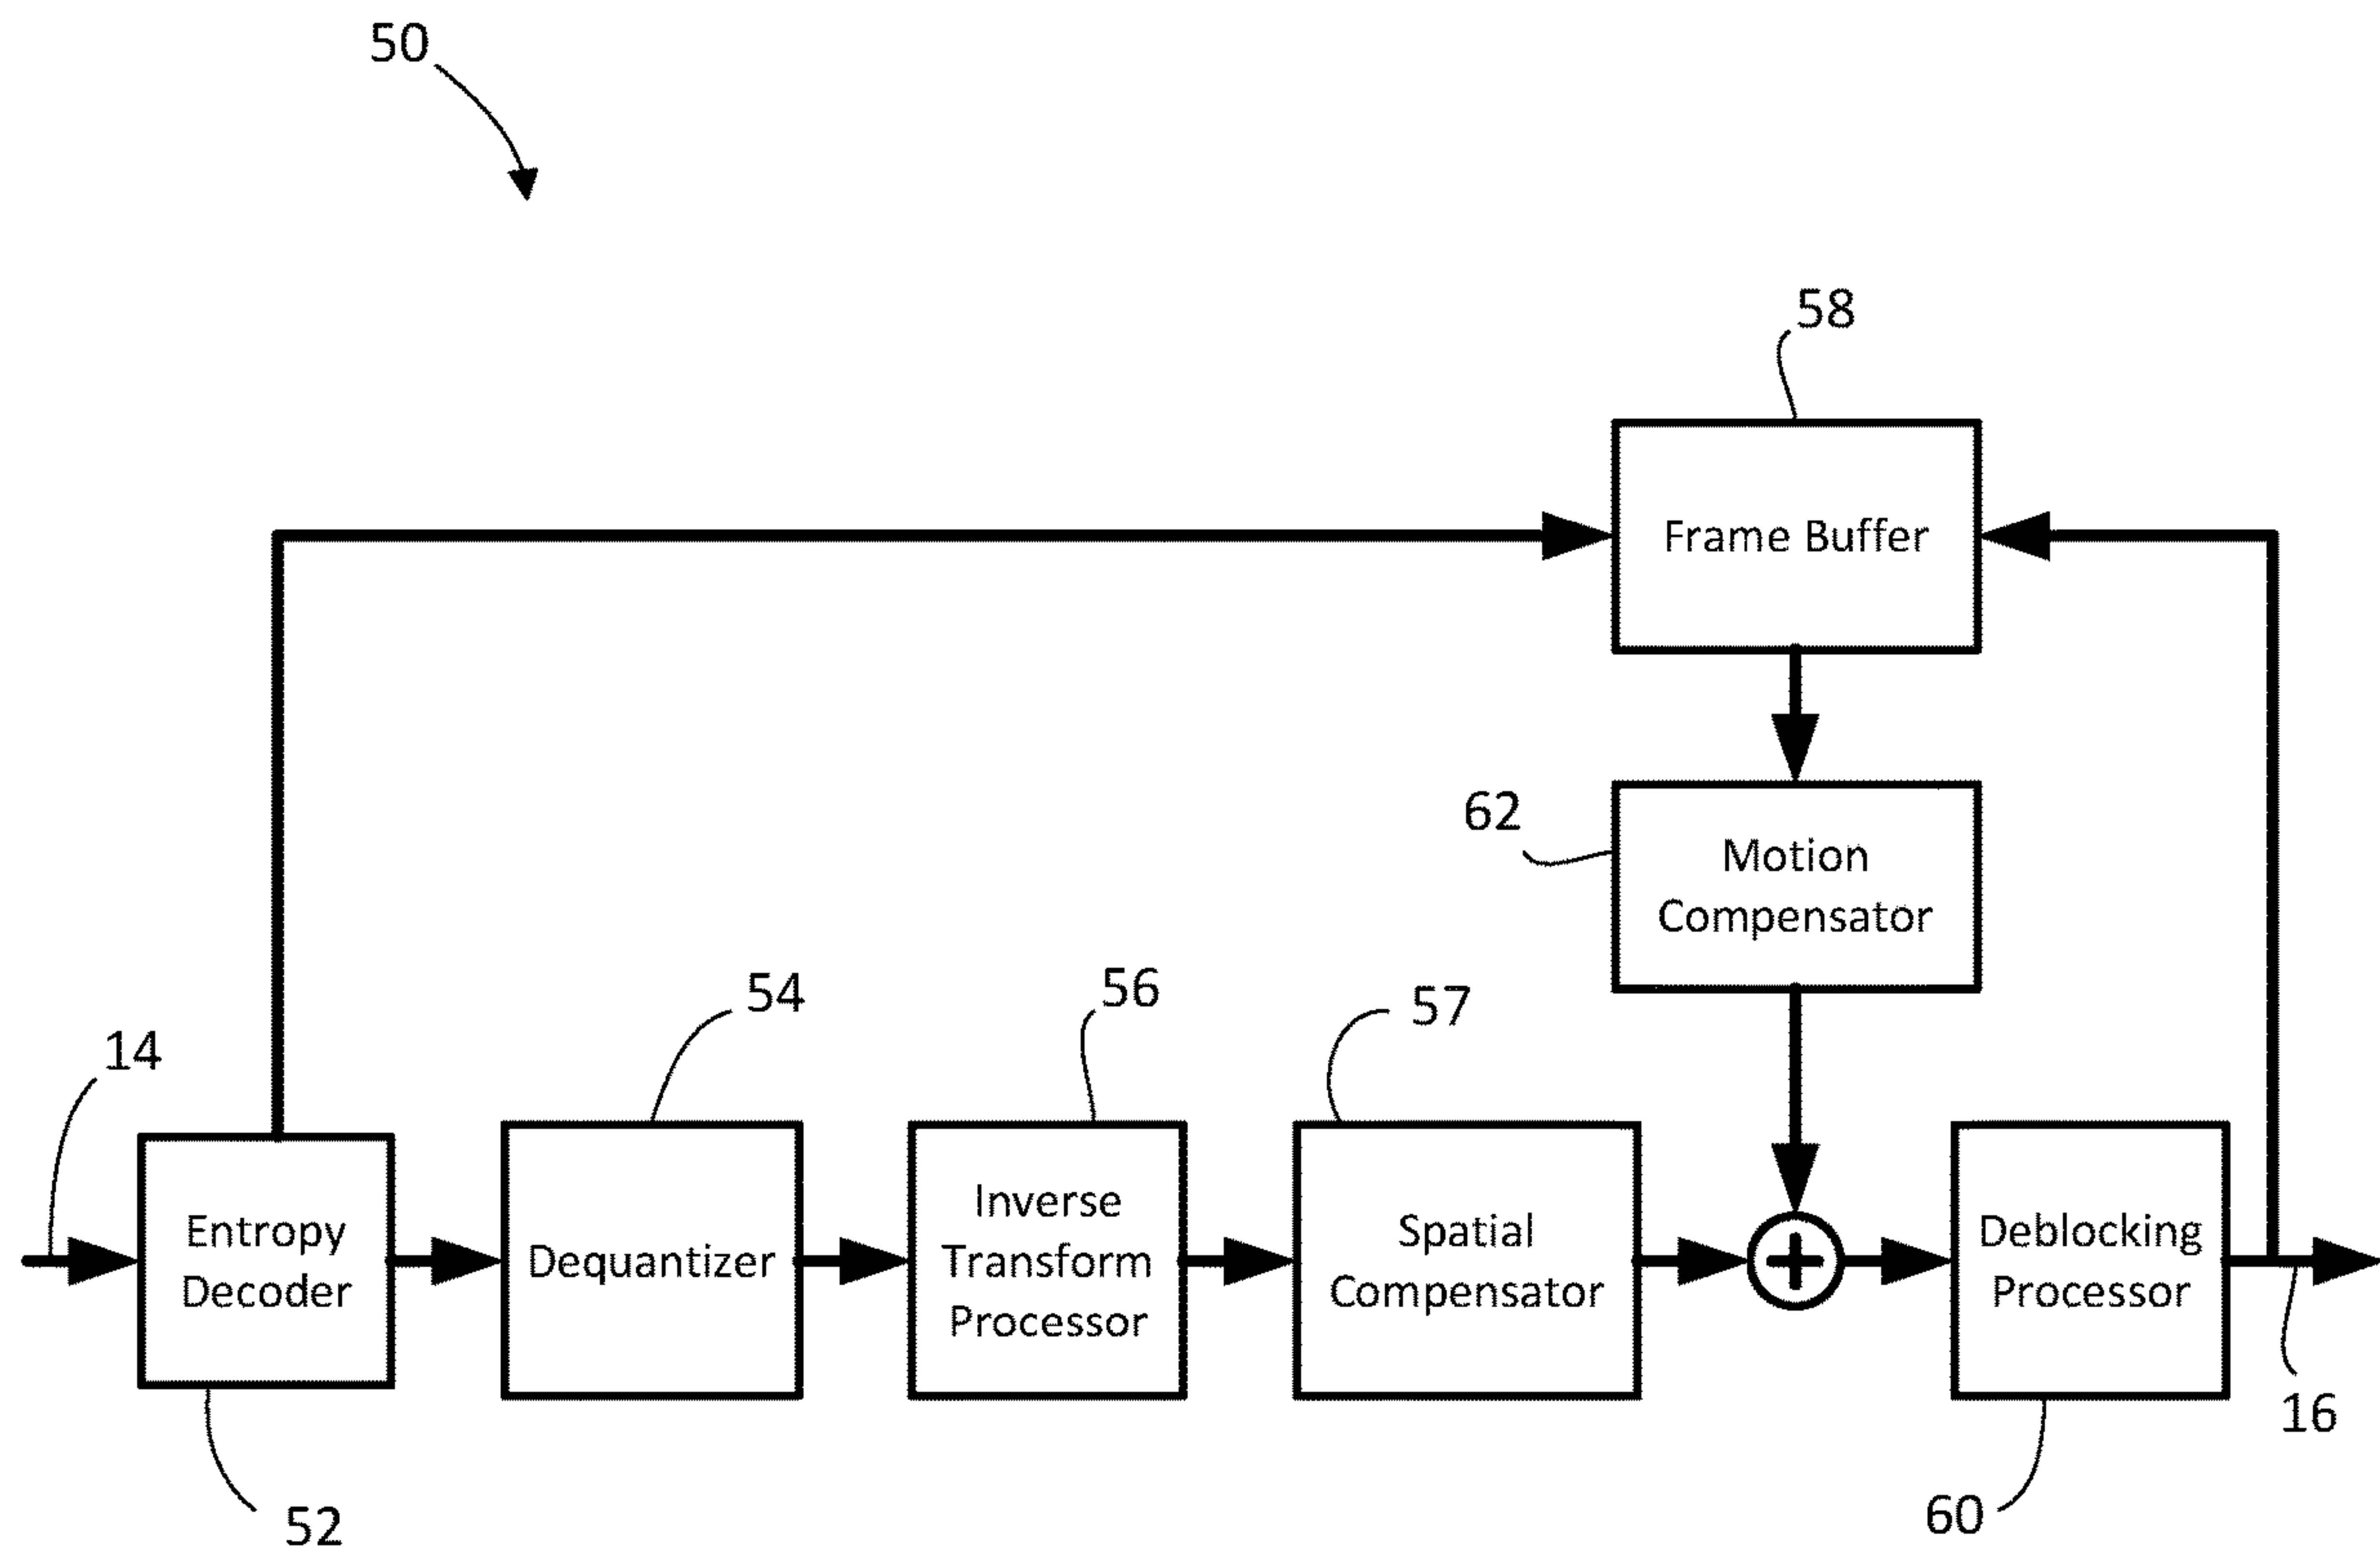 50
58
Frame Buffer
62
Motion
Compensator
54
56
57
14
Entropy
Decoder
Dequantizer
Inverse
Transform
Processor
Spatial
Compensator
+
Deblocking
Processor
16
52
60